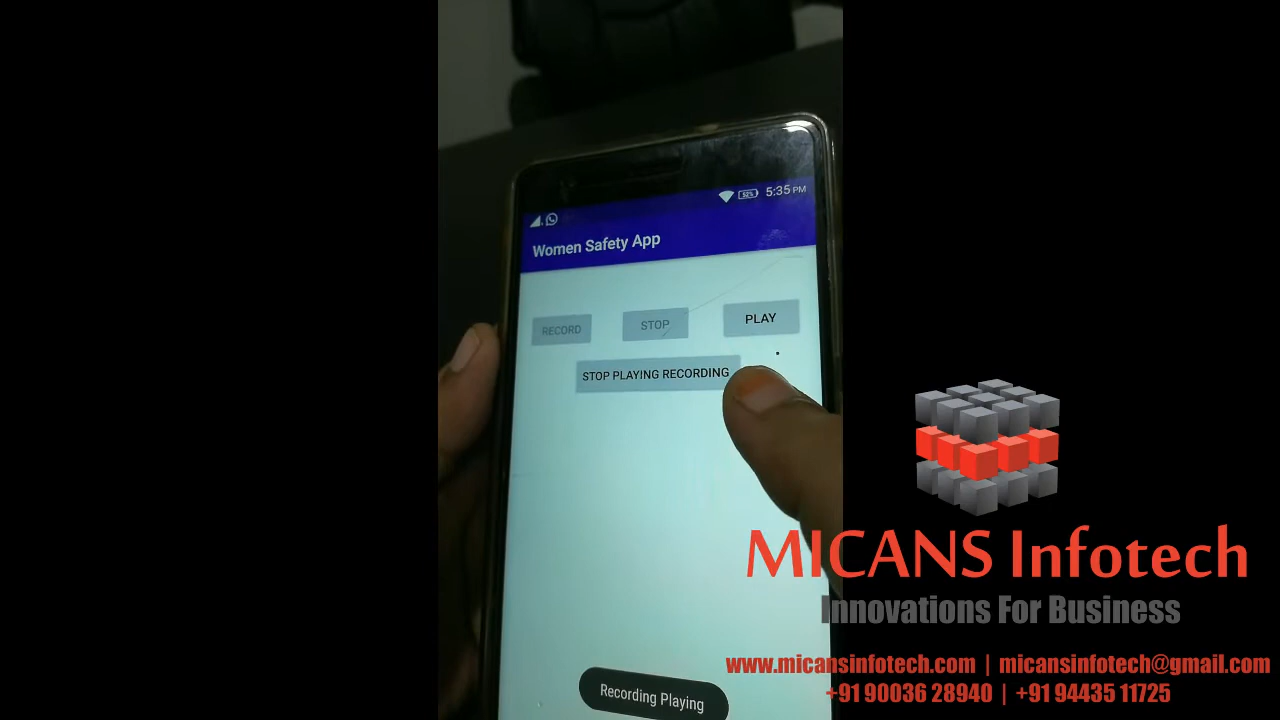 52% 5:35 PM
Women Safety App
RECORD STOP PLAY
STOP PLAYING RECORDING
Recording Playing
MICANS Infotech
Innovations For Business
www.micansinfotech.com | micansinfotech@gmail.com
+91 90036 28940 | +91 94435 11725